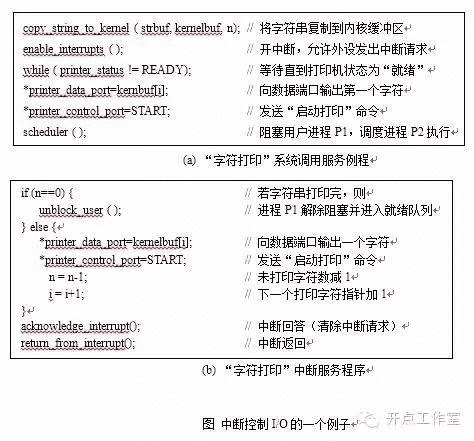 copy_string_to_kernel ( strbuf, kernelbuf, n); // 将字符串复制到内核缓冲区
enable_interrupts ( ); // 开中断，允许外设发出中断请求
while ( printer_status != READY); // 等待直到打印机状态为“就绪”
*printer_data_port=kernbuf[i]; // 向数据端口输出第一个字符
*printer_control_port=START; // 发送“启动打印”命令
scheduler ( ); // 阻塞用户进程 P1，调度进程 P2 执行
(a) “字符打印”系统调用服务例程
if (n==0) { // 若字符串打印完，则
unblock_user ( ); // 进程 P1 解除阻塞并进入就绪队列
} else {
*printer_data_port=kernelbuf[i]; // 向数据端口输出一个字符
*printer_control_port=START; // 发送“启动打印”命令
n = n-1; // 未打印字符数减 1
i = i+1; // 下一个打印字符指针加 1
}
acknowledge_interrupt(); // 中断回答（清除中断请求）
return_from_interrupt(); // 中断返回
(b) “字符打印”中断服务程序
图 中断控制 I/O 的一个例子
开点工作室